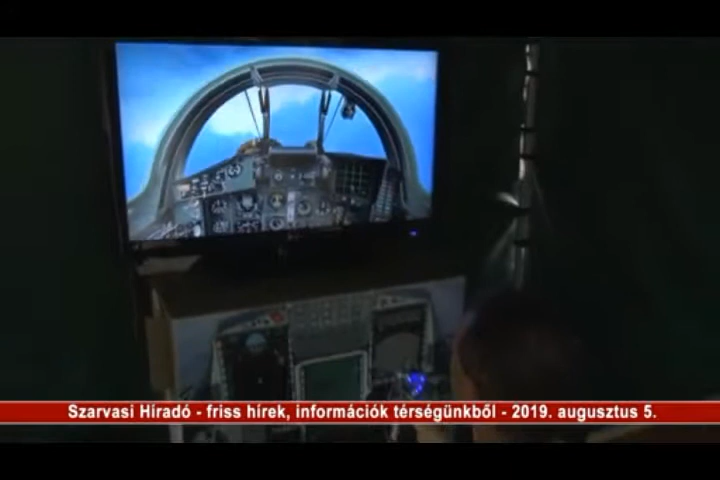 Szarvasi Híradó - friss hírek, információk térségünkből - 2019. augusztus 5.